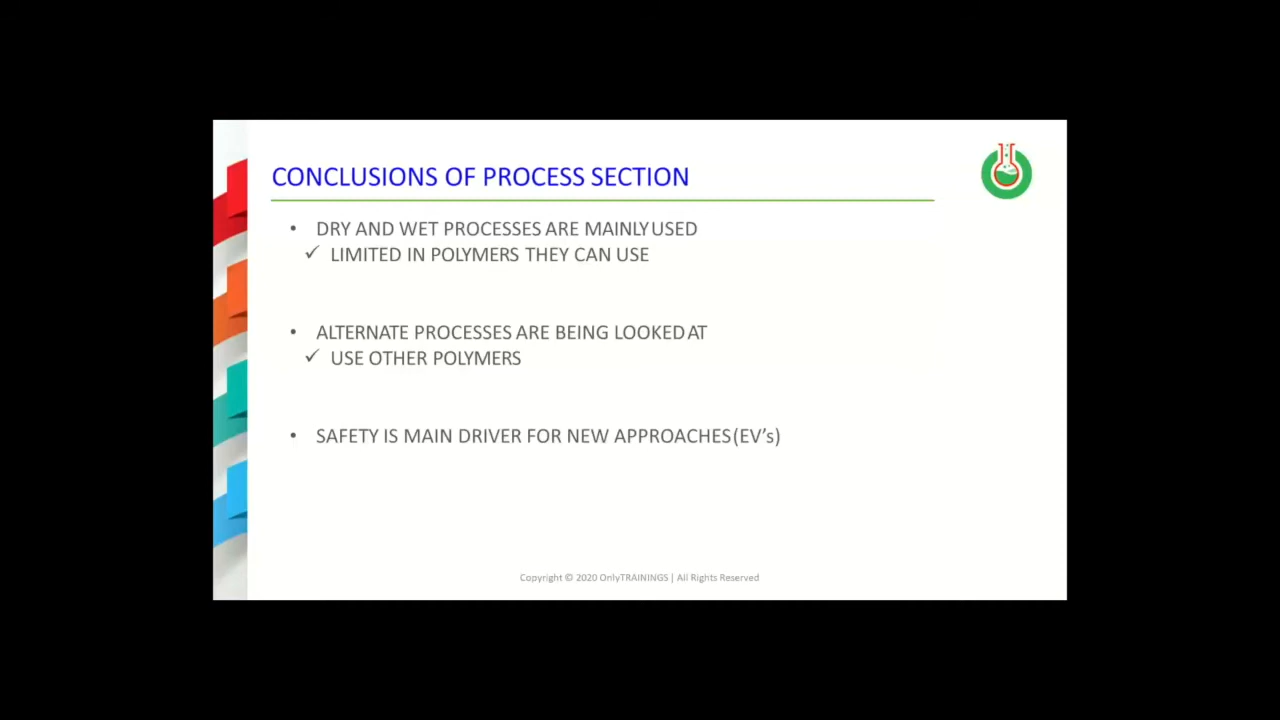 CONCLUSIONS OF PROCESS SECTION
• DRY AND WET PROCESSES ARE MAINLY USED
✓ LIMITED IN POLYMERS THEY CAN USE
• ALTERNATE PROCESSES ARE BEING LOOKED AT
✓ USE OTHER POLYMERS
• SAFETY IS MAIN DRIVER FOR NEW APPROACHES (EV's)
Copyright © 2020 OnlyTRAININGS | All Rights Reserved